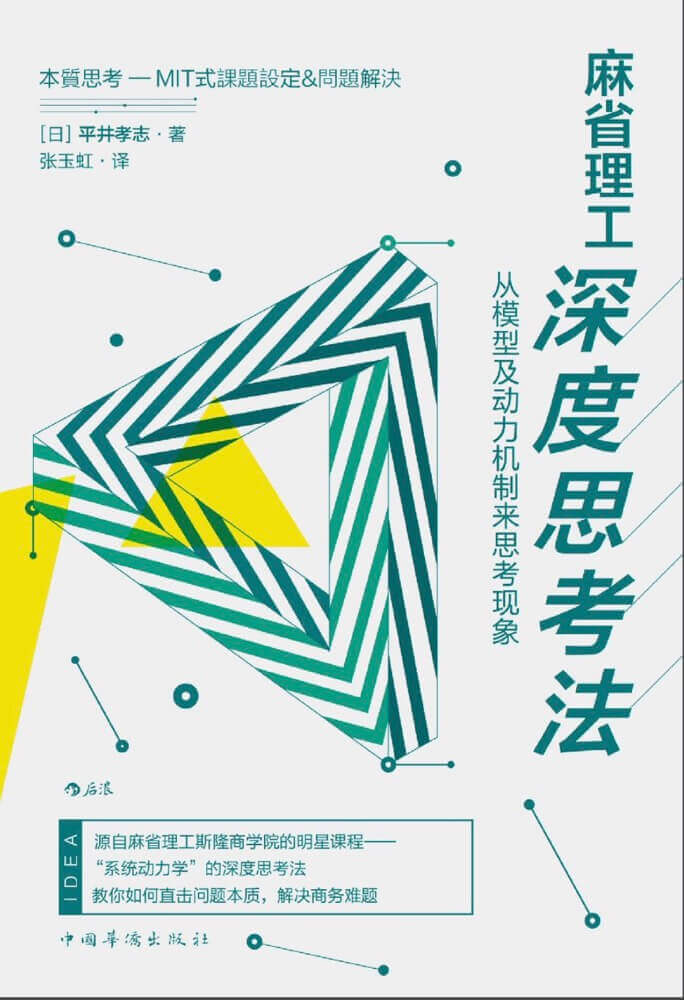 本質思考 — MIT式課題設定&問題解決
[日] 平井孝志·著
张玉虹·译
麻省理工
深度思考法
从模型及动力机制来思考现象
后浪
IDEA
源自麻省理工斯隆商学院的明星课程——
“系统动力学”的深度思考法
教你如何直击问题本质，解决商务难题
中国华侨出版社